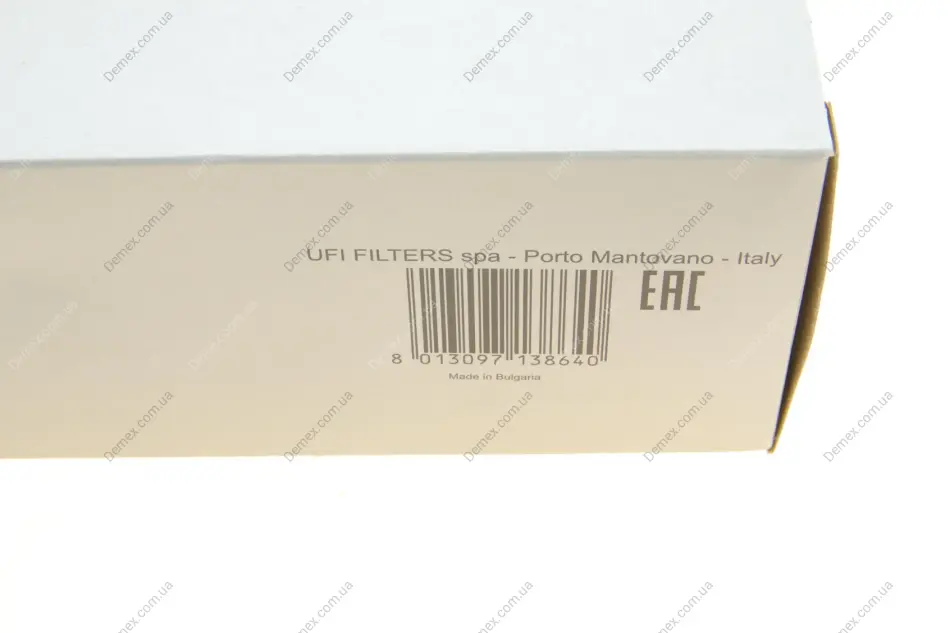 UFI FILTERS spa - Porto Mantovano - Italy
EAC
8 013097 138640
Made in Bulgaria
Demex.com.ua